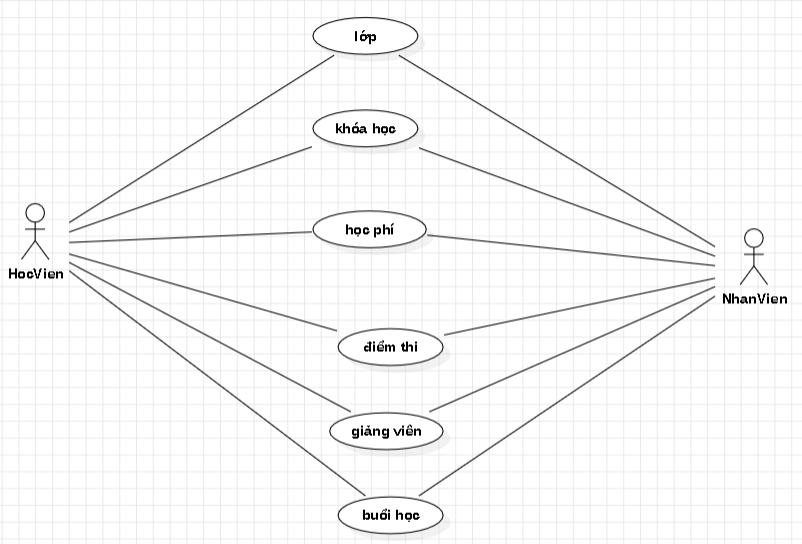 lớp
khóa học
học phí
HocVien
NhanVien
điểm thi
giảng viên
buổi học